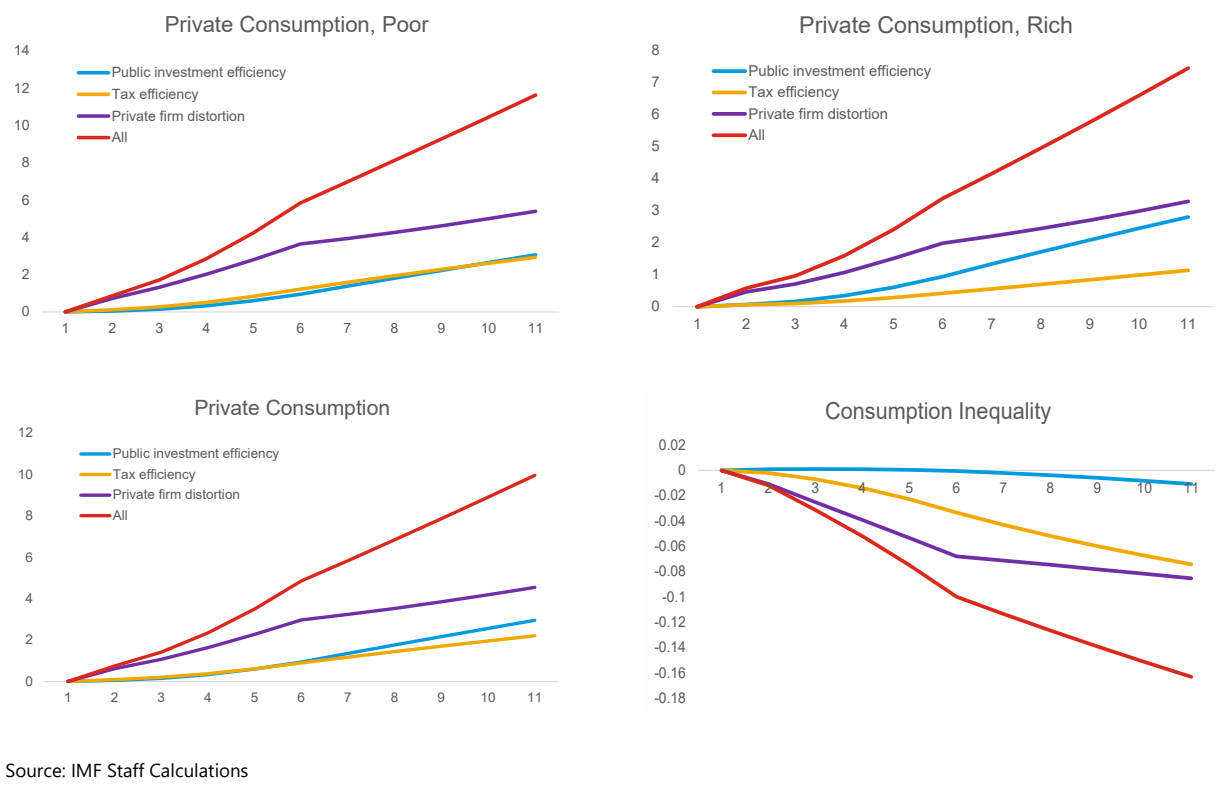 Private Consumption, Poor
14
12
10
8
6
4
2
0
Public investment efficiency
Tax efficiency
Private firm distortion
All
1 2 3 4 5 6 7 8 9 10 11
Private Consumption, Rich
8
7
6
5
4
3
2
1
0
Public investment efficiency
Tax efficiency
Private firm distortion
All
1 2 3 4 5 6 7 8 9 10 11
Private Consumption
12
10
8
6
4
2
0
Public investment efficiency
Tax efficiency
Private firm distortion
All
1 2 3 4 5 6 7 8 9 10 11
Consumption Inequality
0.02
0
-0.02
-0.04
-0.06
-0.08
-0.1
-0.12
-0.14
-0.16
-0.18
1 2 3 4 5 6 7 8 9 10 11
Source: IMF Staff Calculations